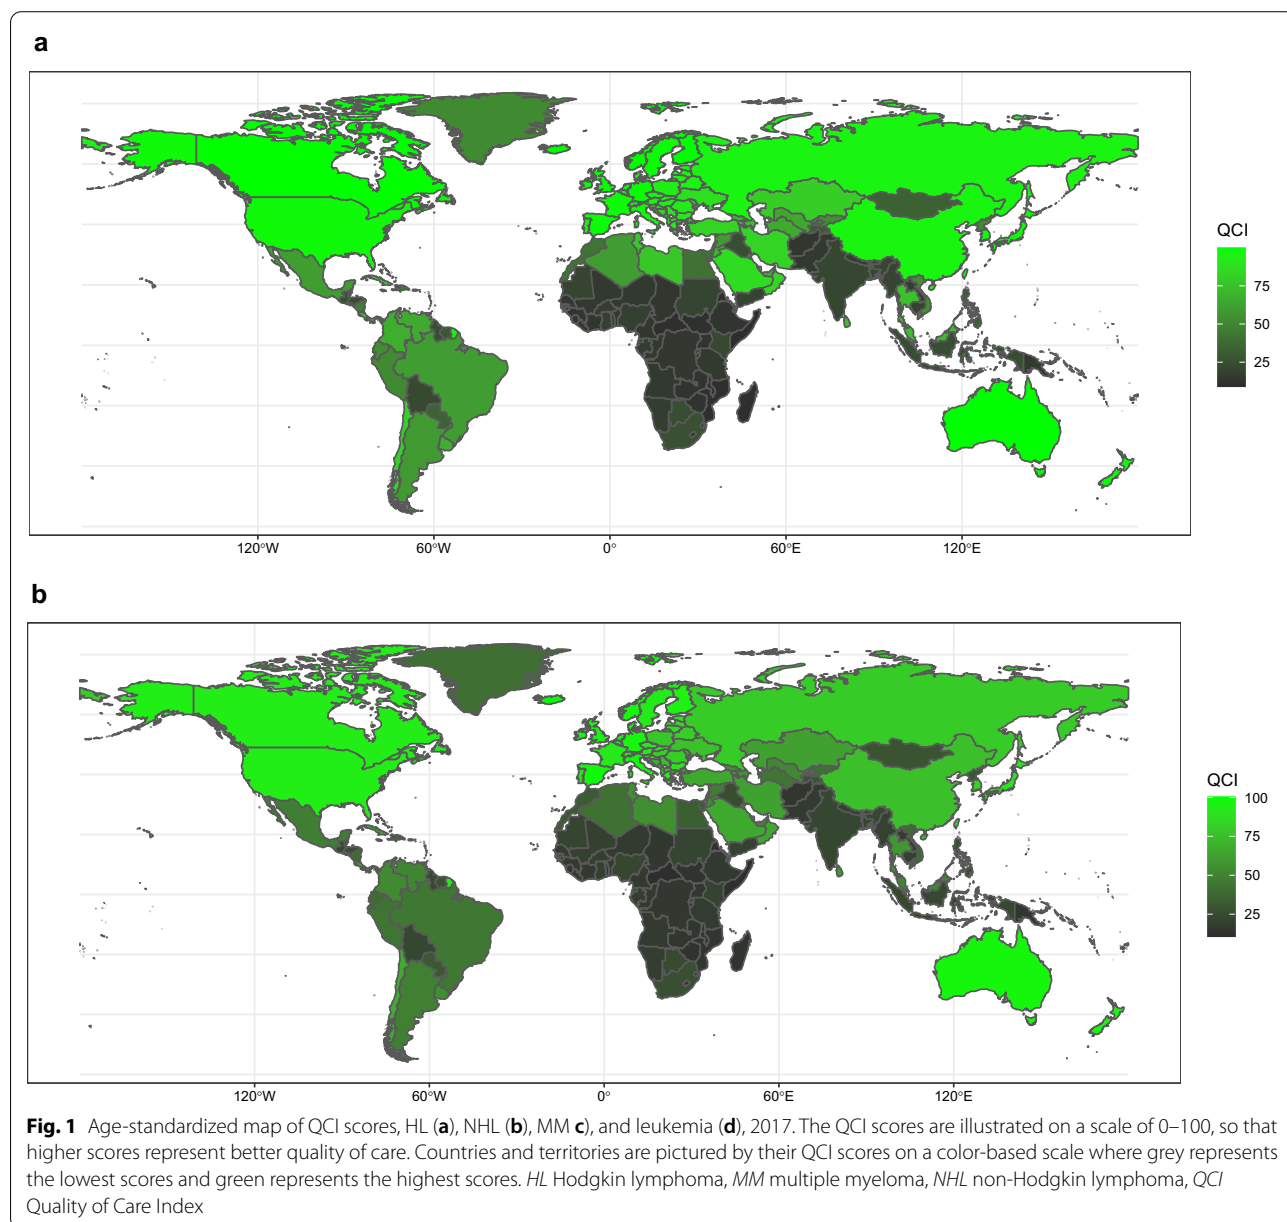 a
QCI
75
50
25
120°W 60°W 0° 60°E 120°E
b
QCI
100
75
50
25
120°W 60°W 0° 60°E 120°E
Fig. 1 Age-standardized map of QCI scores, HL (a), NHL (b), MM c), and leukemia (d), 2017. The QCI scores are illustrated on a scale of 0–100, so that
higher scores represent better quality of care. Countries and territories are pictured by their QCI scores on a color-based scale where grey represents
the lowest scores and green represents the highest scores. HL Hodgkin lymphoma, MM multiple myeloma, NHL non-Hodgkin lymphoma, QCI
Quality of Care Index